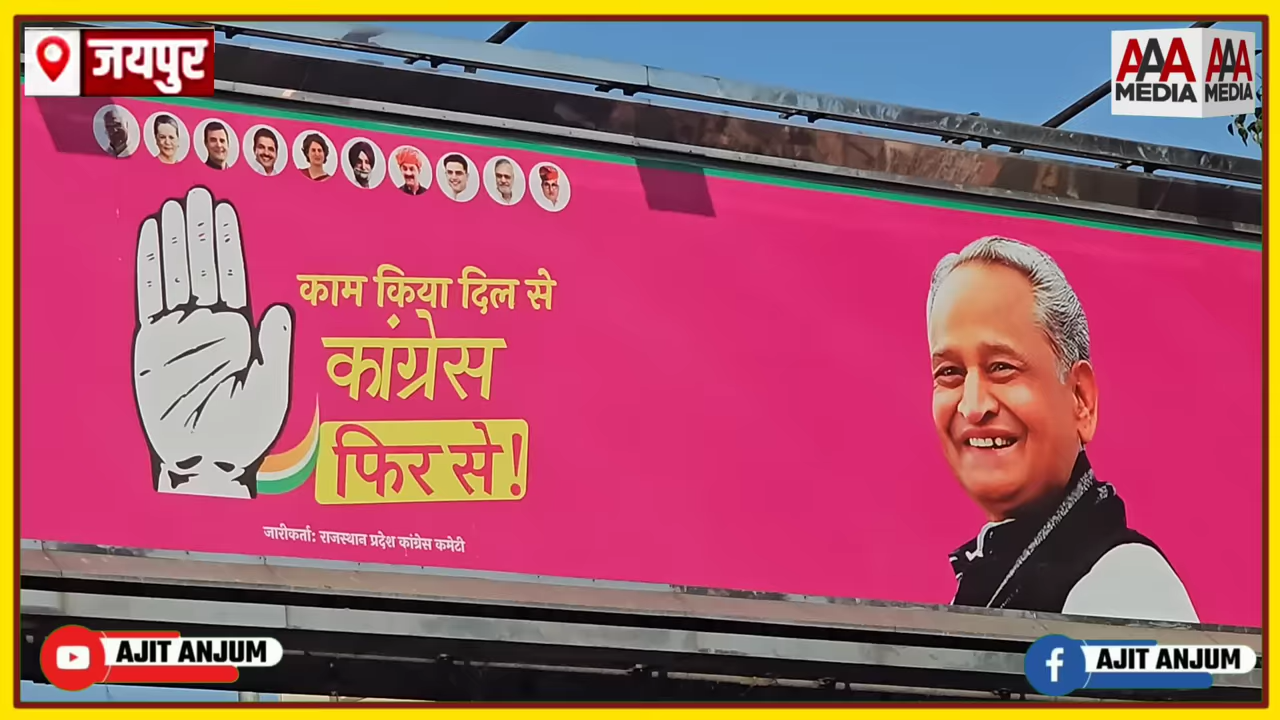 जयपुर
AAA
MEDIA
AAA
MEDIA
काम किया दिल से
कांग्रेस
फिर से!
जारीकर्ता: राजस्थान प्रदेश कांग्रेस कमेटी
AJIT ANJUM
AJIT ANJUM